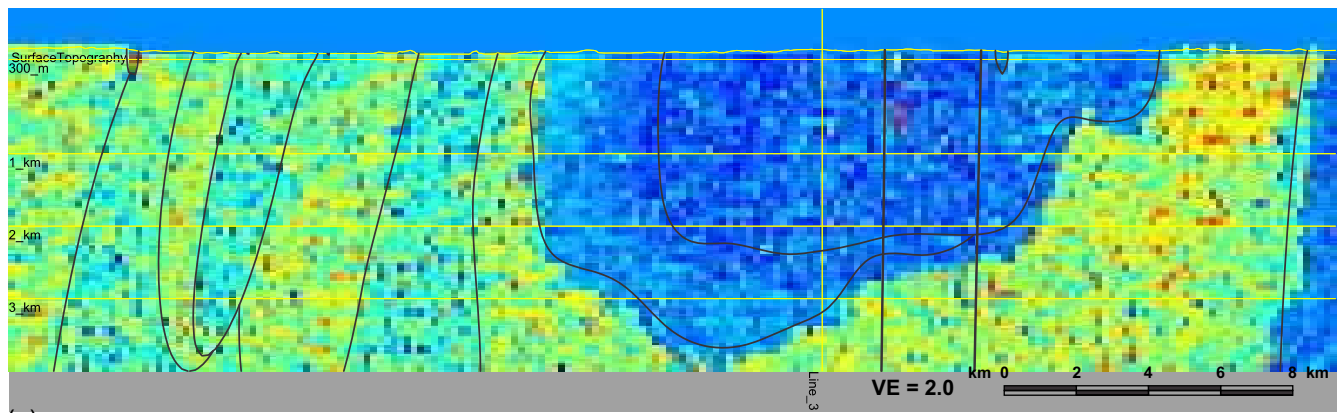 SurfaceTopography
300_m
1_km
2_km
3_km
Line_3
VE = 2.0
km 0 2 4 6 8 km